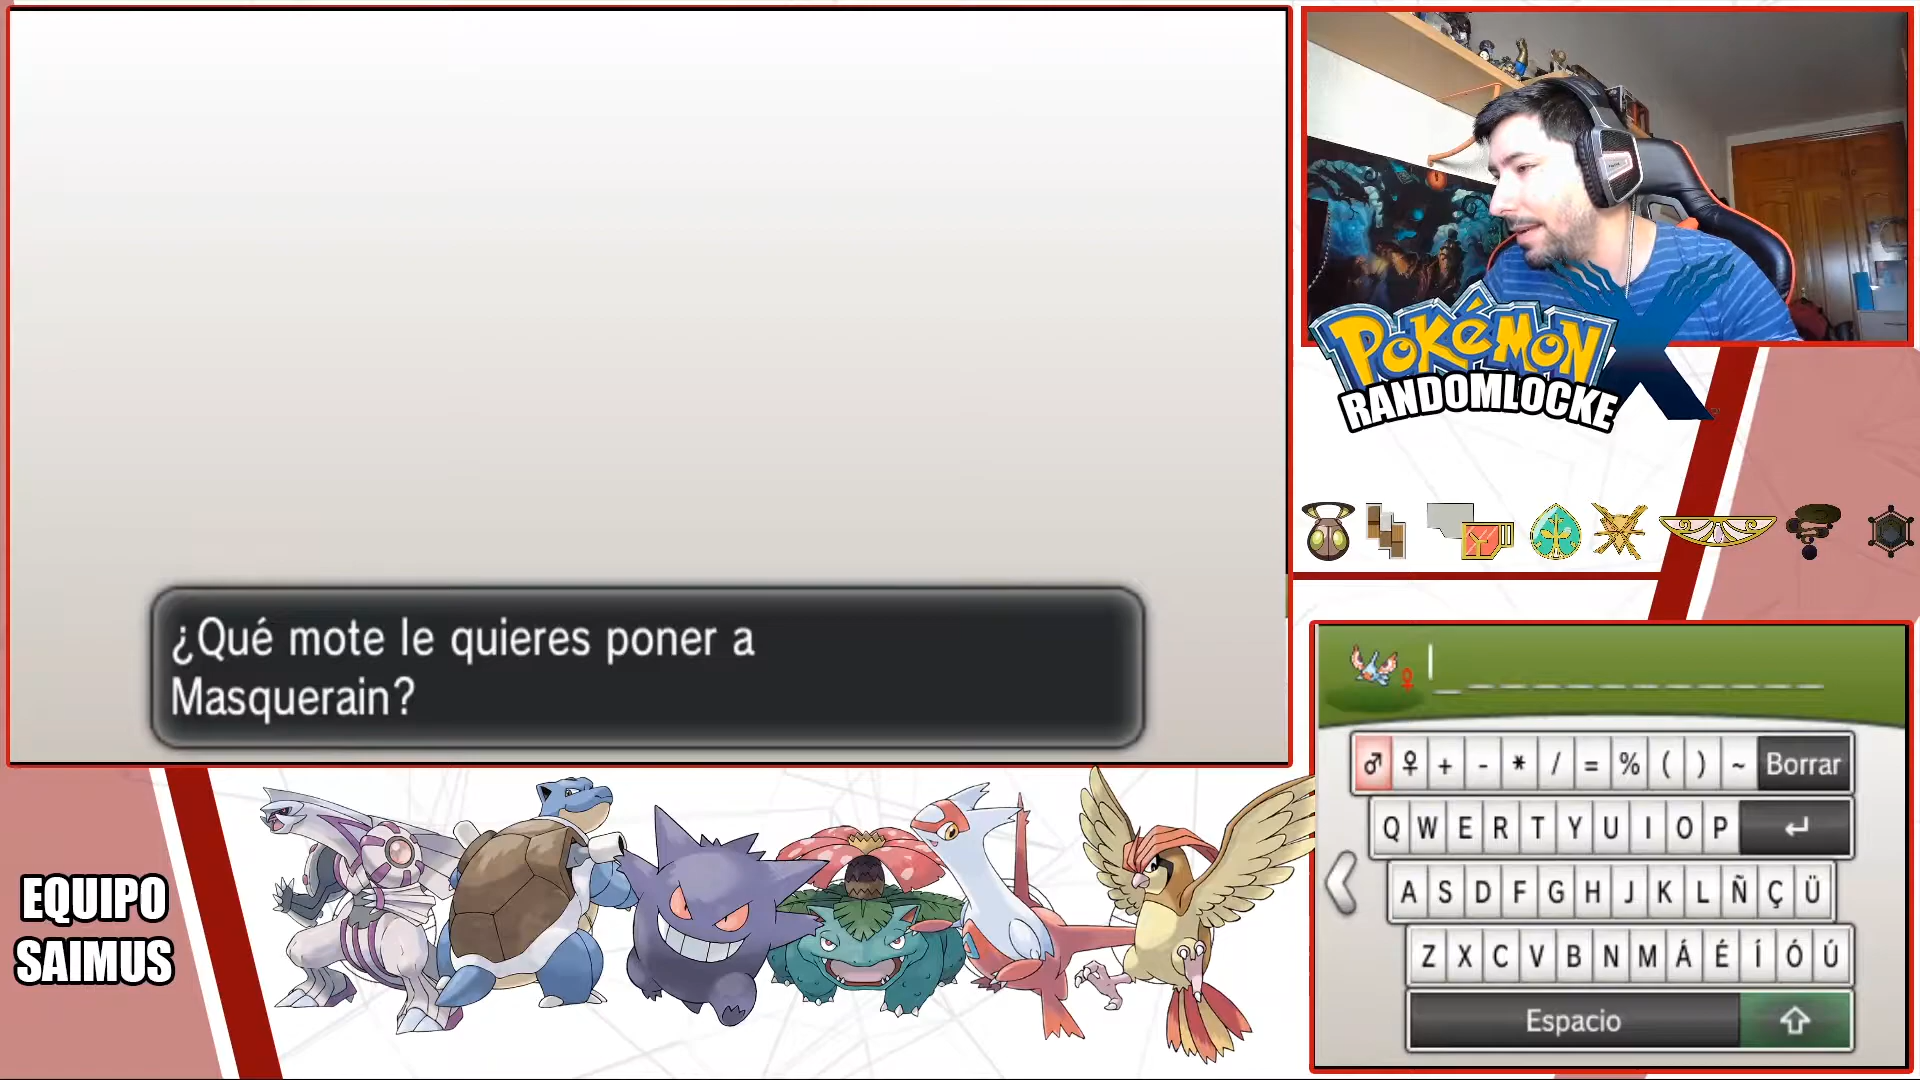 ¿Qué mote le quieres poner a
Masquerain?
POKéMON
X
RANDOMLOCKE
EQUIPO
SAIMUS
♂ ♀ + - * / = % ( ) ~ Borrar
Q W E R T Y U I O P ↵
A S D F G H J K L Ñ Ç Ü
Z X C V B N M Á É Í Ó Ú
Espacio